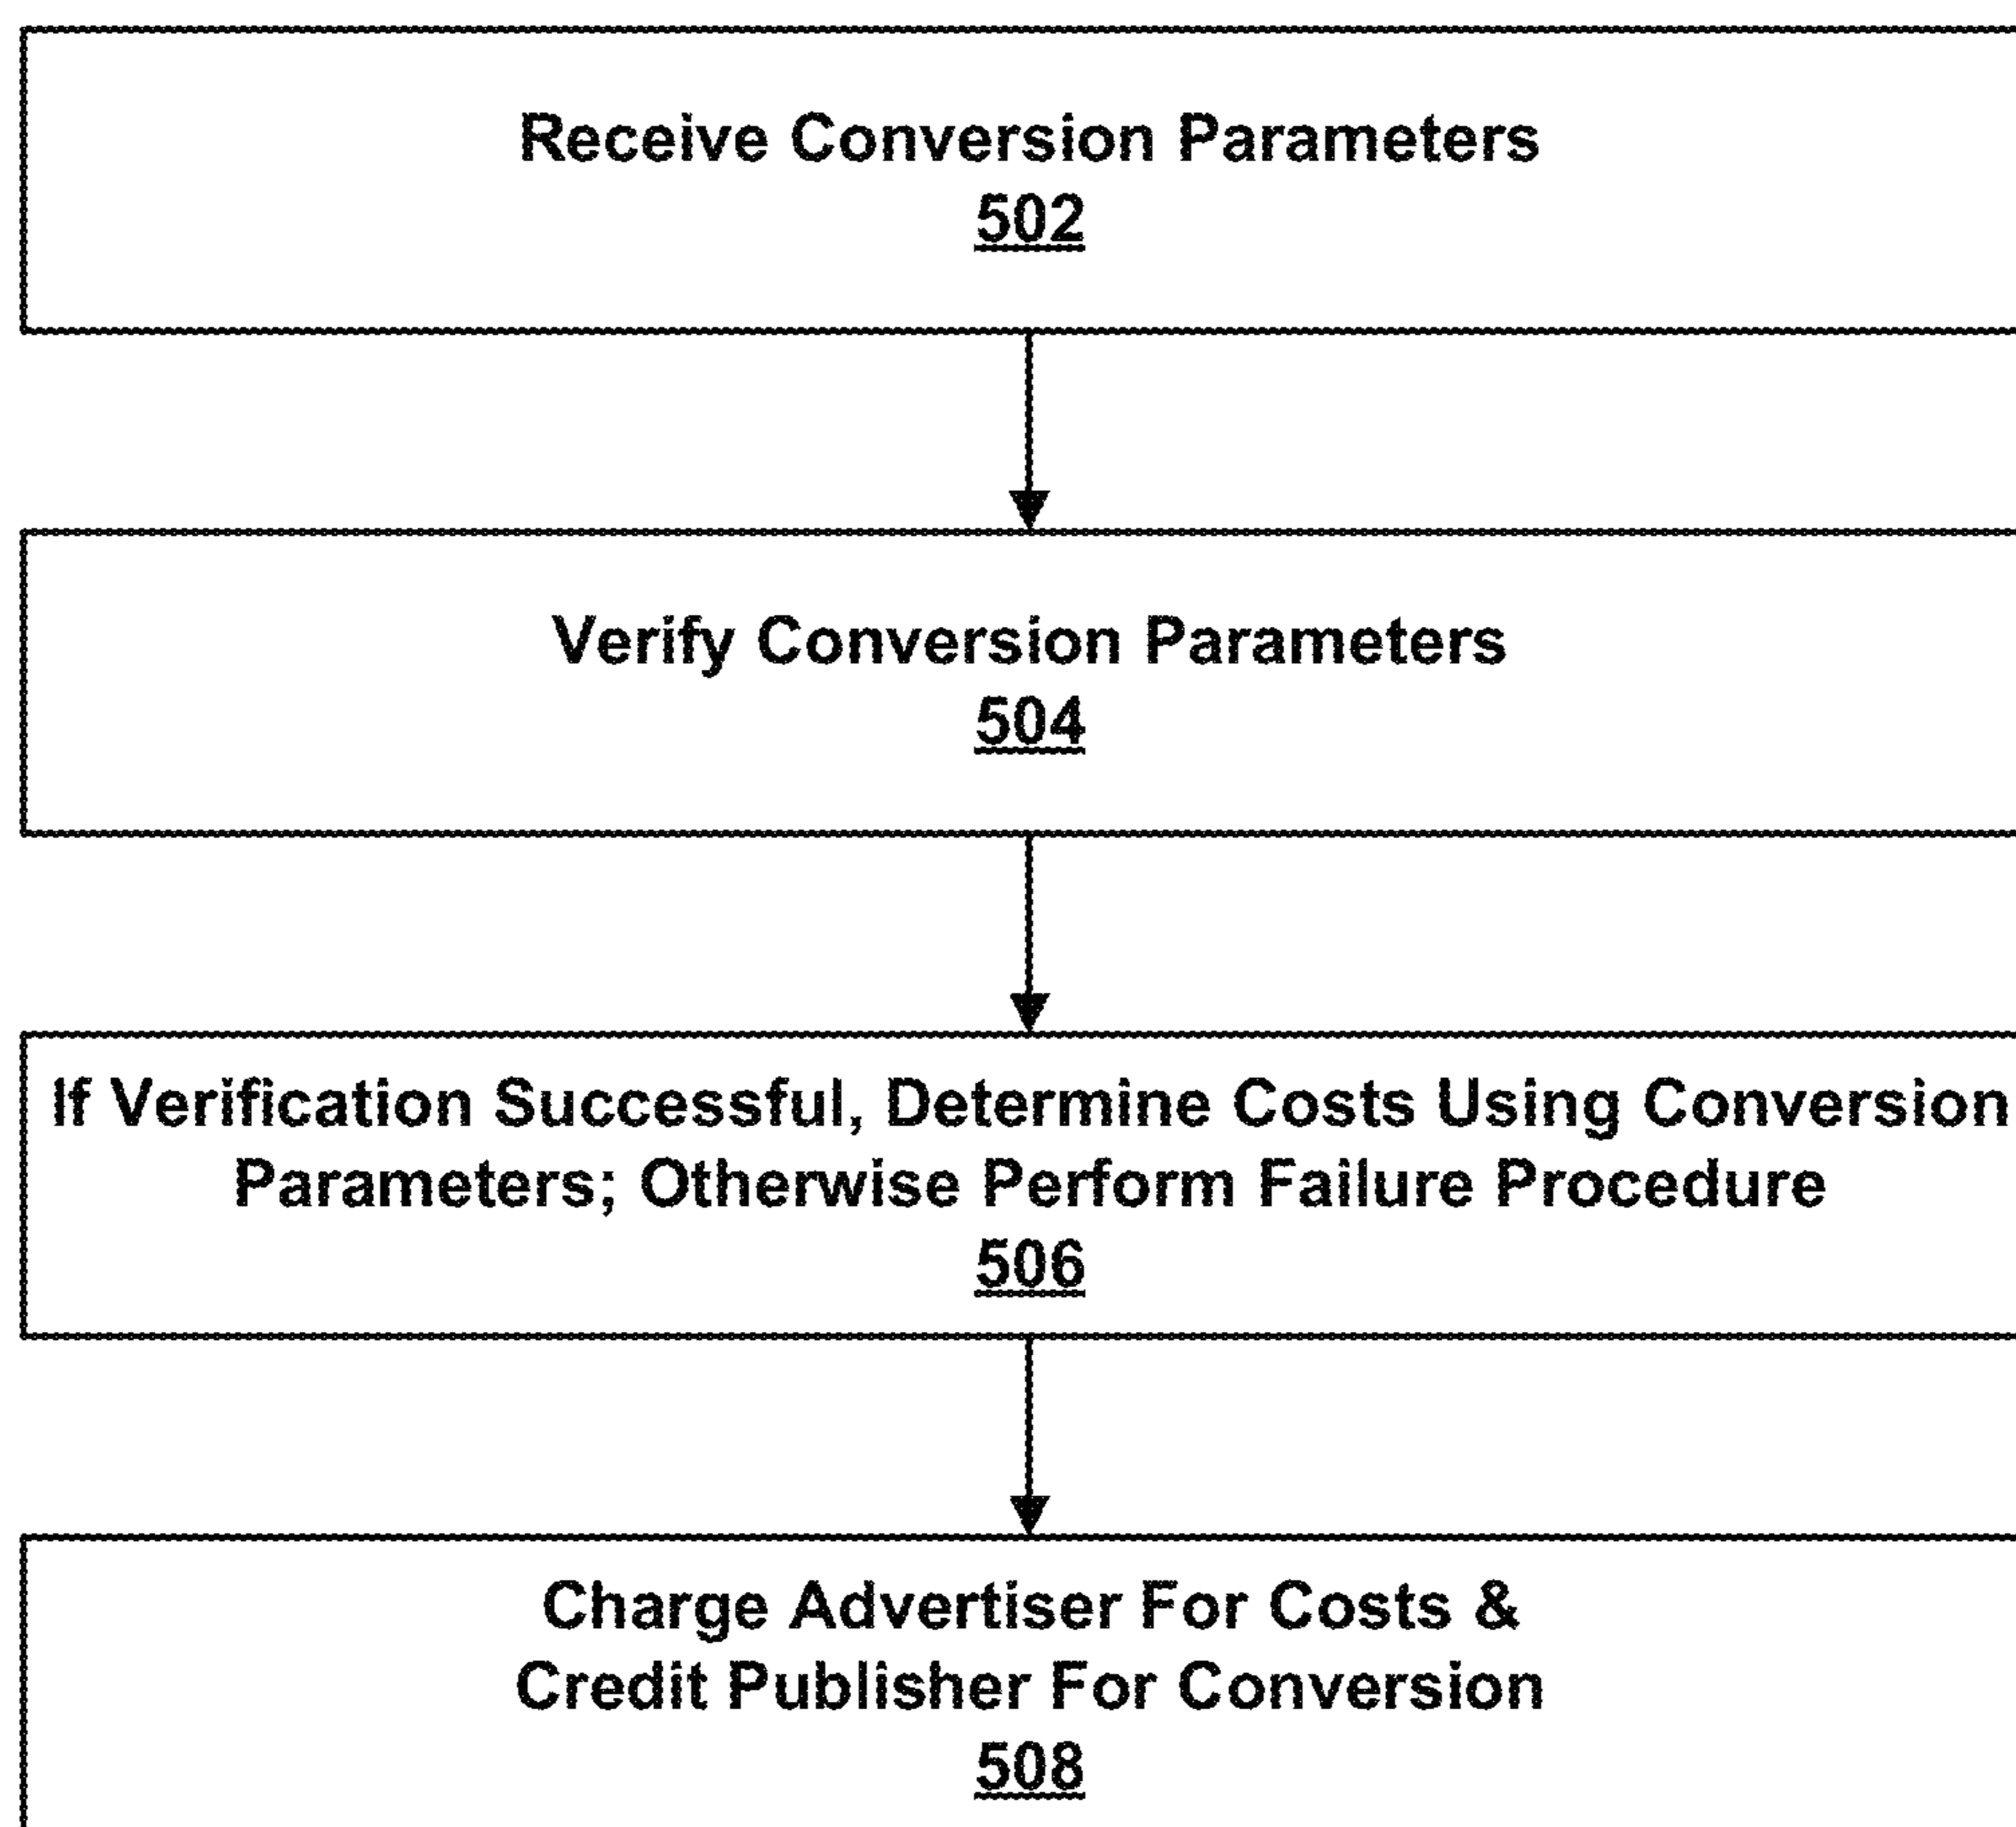 Receive Conversion Parameters
502
Verify Conversion Parameters
504
If Verification Successful, Determine Costs Using Conversion
Parameters; Otherwise Perform Failure Procedure
506
Charge Advertiser For Costs &
Credit Publisher For Conversion
508